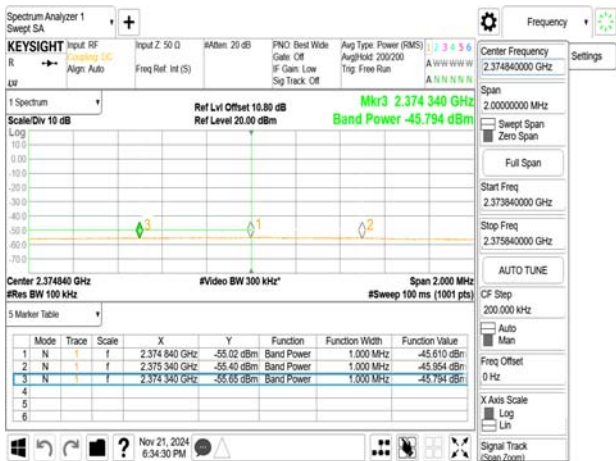 Spectrum Analyzer 1
Swept SA
+
Frequency
KEYSIGHT
Input: RF
Coupling: DC
Align: Auto
Input Z: 50 Ω
Freq Ref: Int (S)
#Atten: 20 dB
PNO: Best Wide
Gate: Off
IF Gain: Low
Sig Track: Off
Avg Type: Power (RMS)
Avg|Hold: 200/200
Trig: Free Run
1 2 3 4 5 6
A W W W W W
A N N N N N
R
1 Spectrum
Scale/Div 10 dB
Ref Lvl Offset 10.80 dB
Ref Level 20.00 dBm
Mkr3 2.374 340 GHz
Band Power -45.794 dBm
Log
10.0
0.00
-10.0
-20.0
-30.0
-40.0
-50.0
-60.0
-70.0
3
1
2
Center 2.374840 GHz
#Video BW 300 kHz*
Span 2.000 MHz
#Res BW 100 kHz
#Sweep 100 ms (1001 pts)
5 Marker Table
Mode Trace Scale X Y Function Function Width Function Value
1 N 1 f 2.374 840 GHz -55.02 dBm Band Power 1.000 MHz -45.610 dBm
2 N 1 f 2.375 340 GHz -55.40 dBm Band Power 1.000 MHz -45.954 dBm
3 N 1 f 2.374 340 GHz -55.65 dBm Band Power 1.000 MHz -45.794 dBm
4
5
6
?
Nov 21, 2024
6:34:30 PM
Center Frequency
2.374840000 GHz
Settings
Span
2.00000000 MHz
Swept Span
Zero Span
Full Span
Start Freq
2.373840000 GHz
Stop Freq
2.375840000 GHz
AUTO TUNE
CF Step
200.000 kHz
Auto
Man
Freq Offset
0 Hz
X Axis Scale
Log
Lin
Signal Track
(Span Zoom)